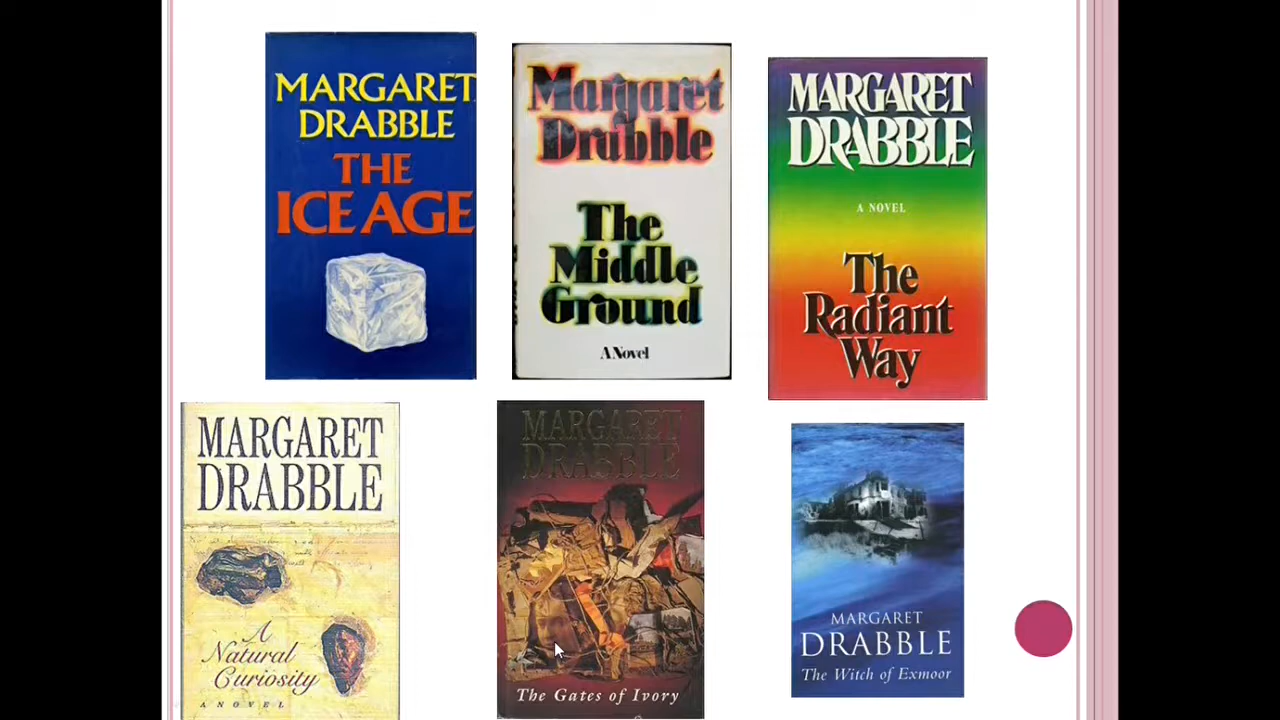 MARGARET
DRABBLE
THE
ICE AGE
Margaret
Drabble
The
Middle
Ground
A Novel
MARGARET
DRABBLE
A NOVEL
The
Radiant
Way
MARGARET
DRABBLE
A
Natural
Curiosity
A NOVEL
MARGARET
DRABBLE
The Gates of Ivory
MARGARET
DRABBLE
The Witch of Exmoor